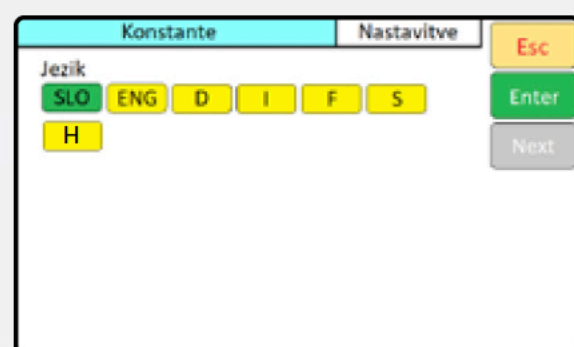 Konstante Nastavitve
Esc
Jezik
SLO ENG D I F S
Enter
H
Next